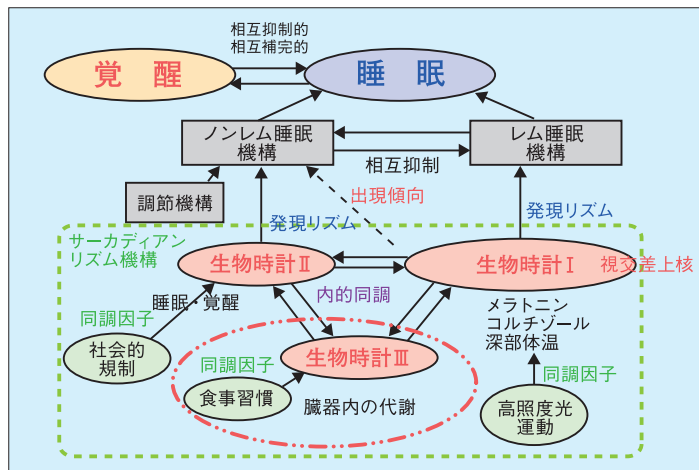 相互抑制的
相互補完的
覚 醒
睡 眠
ノンレム睡眠
機構
レム睡眠
機構
相互抑制
調節機構
出現傾向
発現リズム
発現リズム
サーカディアン
リズム機構
生物時計Ⅱ
生物時計Ⅰ
視交差上核
内的同調
睡眠・覚醒
メラトニン
コルチゾール
深部体温
同調因子
社会的
規制
同調因子
生物時計Ⅲ
食事習慣
臓器内の代謝
同調因子
高照度光
運動